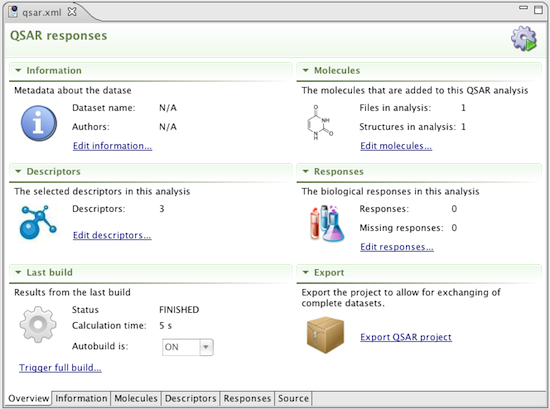 qsar.xml
QSAR responses
Information
Metadata about the datase
Dataset name: N/A
Authors: N/A
Edit information...
Molecules
The molecules that are added to this QSAR analysis
Files in analysis: 1
Structures in analysis: 1
Edit molecules...
Descriptors
The selected descriptors in this analysis
Descriptors: 3
Edit descriptors...
Responses
The biological responses in this analysis
Responses: 0
Missing responses: 0
Edit responses...
Last build
Results from the last build
Status FINISHED
Calculation time: 5 s
Autobuild is: ON
Trigger full build...
Export
Export the project to allow for exchanging of
complete datasets.
Export QSAR project
Overview Information Molecules Descriptors Responses Source